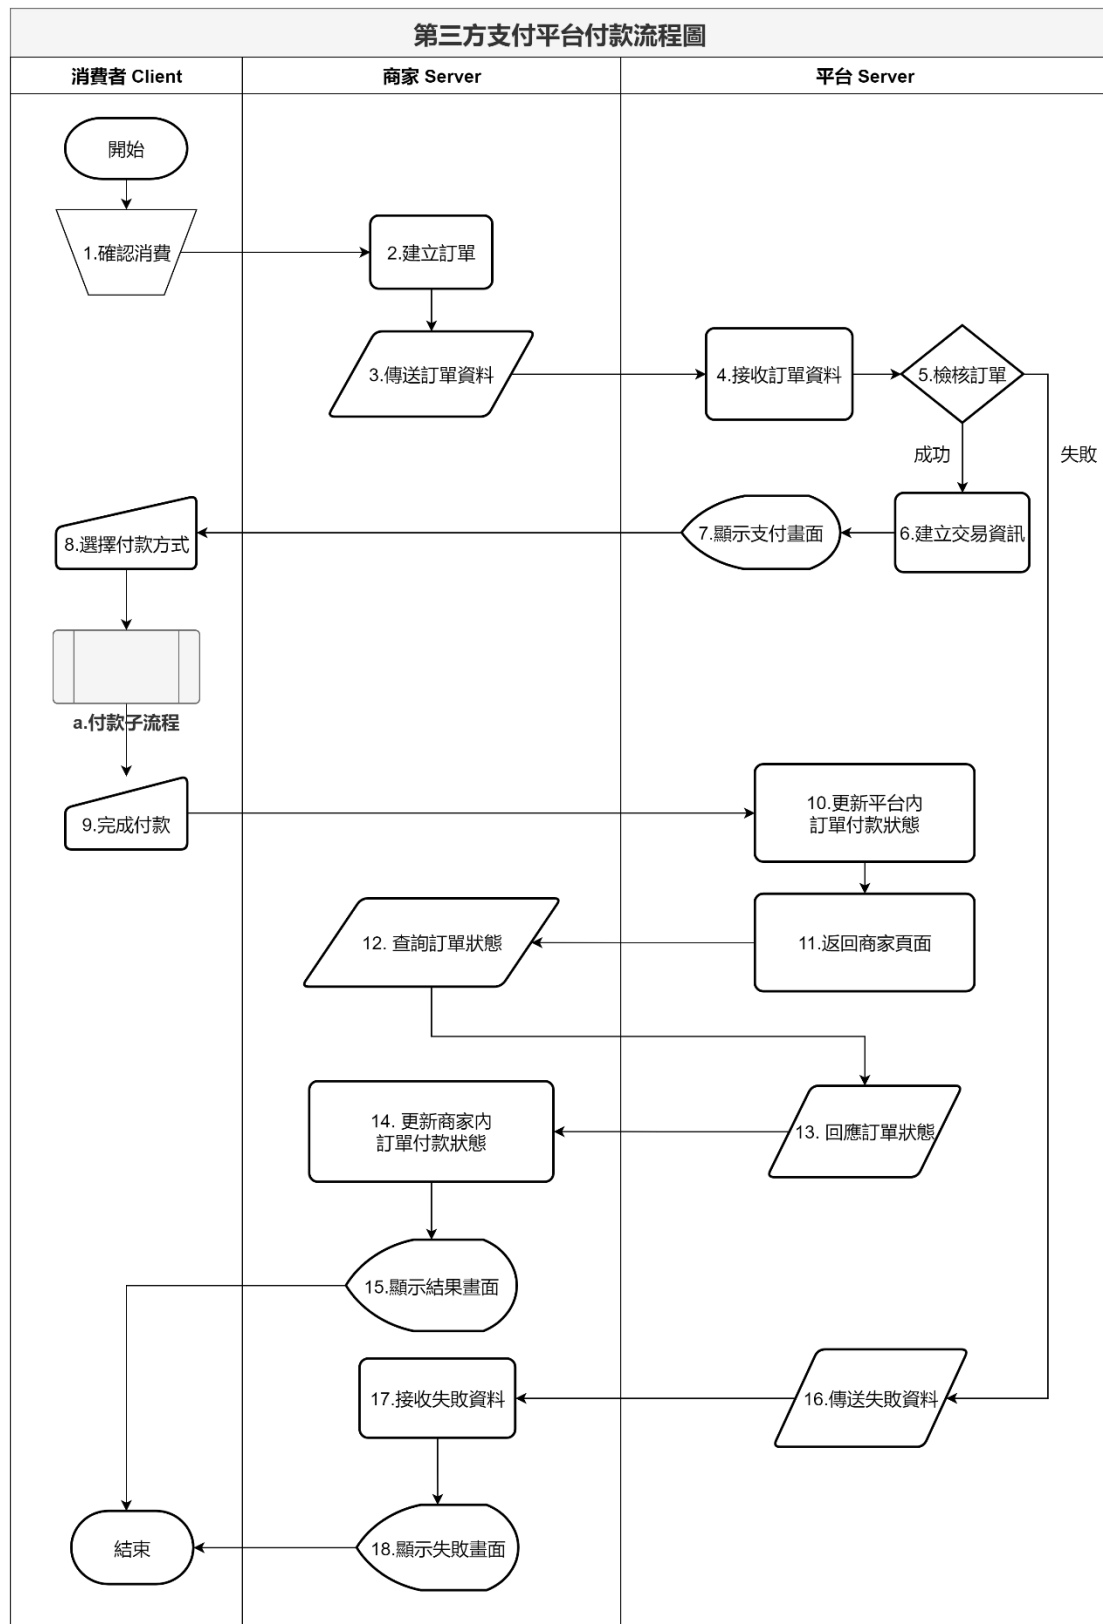 第三方支付平台付款流程圖
消費者 Client
商家 Server
平台 Server
開始
1.確認消費
2.建立訂單
3.傳送訂單資料
4.接收訂單資料
5.檢核訂單
成功
失敗
6.建立交易資訊
7.顯示支付畫面
8.選擇付款方式
a.付款子流程
9.完成付款
10.更新平台內
訂單付款狀態
11.返回商家頁面
12. 查詢訂單狀態
13. 回應訂單狀態
14. 更新商家內
訂單付款狀態
15.顯示結果畫面
16.傳送失敗資料
17.接收失敗資料
18.顯示失敗畫面
結束